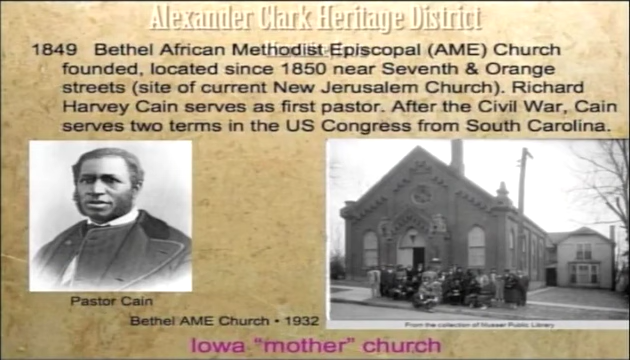 Alexander Clark Heritage District
1849 Bethel African Methodist Episcopal (AME) Church
founded, located since 1850 near Seventh & Orange
streets (site of current New Jerusalem Church). Richard
Harvey Cain serves as first pastor. After the Civil War, Cain
serves two terms in the US Congress from South Carolina.
Pastor Cain
Bethel AME Church • 1932
From the collection of Musser Public Library
Iowa "mother" church